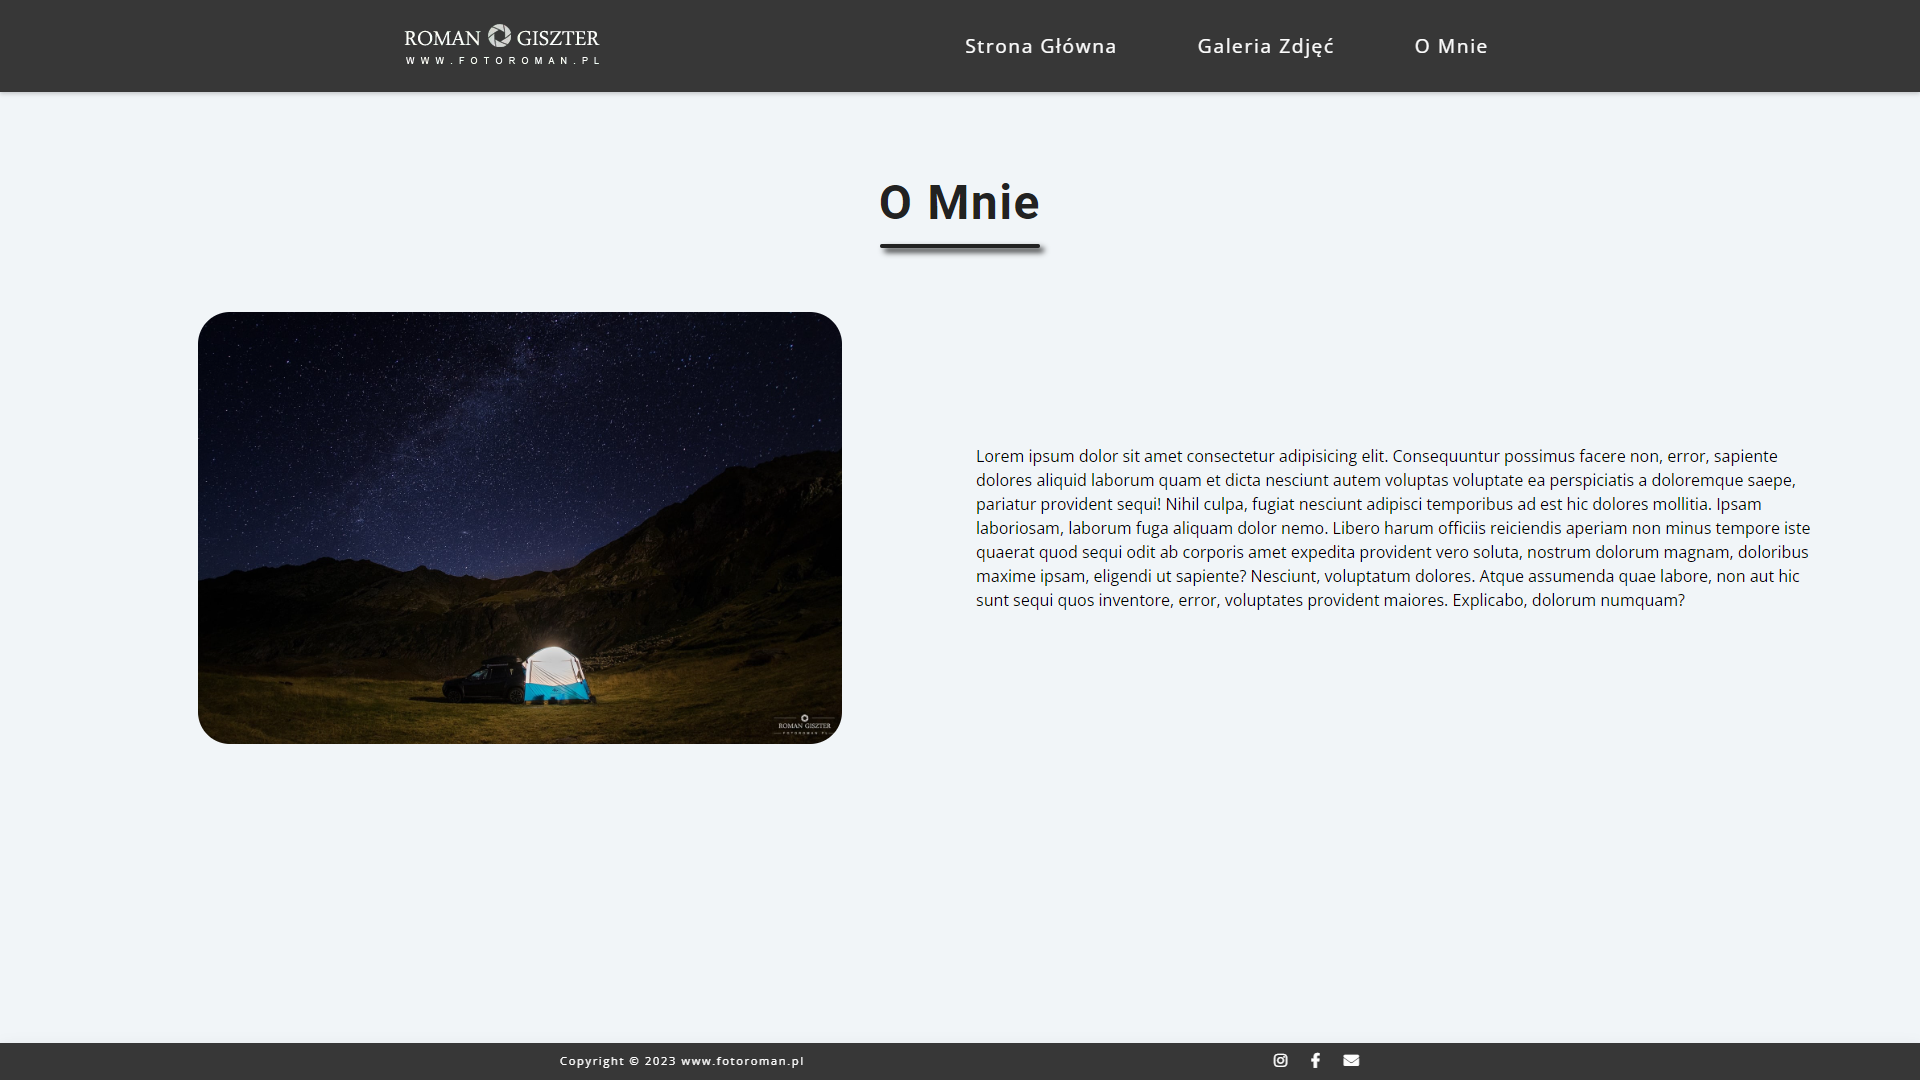 ROMAN GISZTER
WWW.FOTOROMAN.PL
Strona Główna
Galeria Zdjęć
O Mnie
O Mnie
Lorem ipsum dolor sit amet consectetur adipisicing elit. Consequuntur possimus facere non, error, sapiente
dolores aliquid laborum quam et dicta nesciunt autem voluptas voluptate ea perspiciatis a doloremque saepe,
pariatur provident sequi! Nihil culpa, fugiat nesciunt adipisci temporibus ad est hic dolores mollitia. Ipsam
laboriosam, laborum fuga aliquam dolor nemo. Libero harum officiis reiciendis aperiam non minus tempore iste
quaerat quod sequi odit ab corporis amet expedita provident vero soluta, nostrum dolorum magnam, doloribus
maxime ipsam, eligendi ut sapiente? Nesciunt, voluptatum dolores. Atque assumenda quae labore, non aut hic
sunt sequi quos inventore, error, voluptates provident maiores. Explicabo, dolorum numquam?
ROMAN GISZTER
FOTOROMAN.PL
Copyright © 2023 www.fotoroman.pl